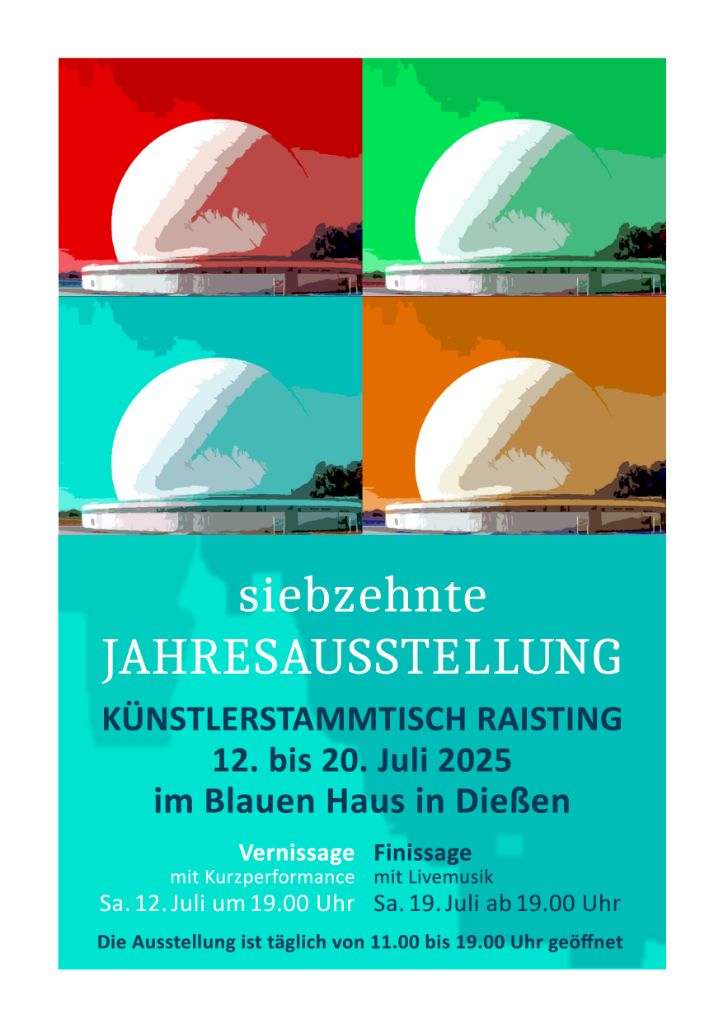 siebzehnte
JAHRESAUSSTELLUNG
KÜNSTLERSTAMMTISCH RAISTING
12. bis 20. Juli 2025
im Blauen Haus in Dießen
Vernissage
mit Kurzperformance
Sa. 12. Juli um 19.00 Uhr
Finissage
mit Livemusik
Sa. 19. Juli ab 19.00 Uhr
Die Ausstellung ist täglich von 11.00 bis 19.00 Uhr geöffnet